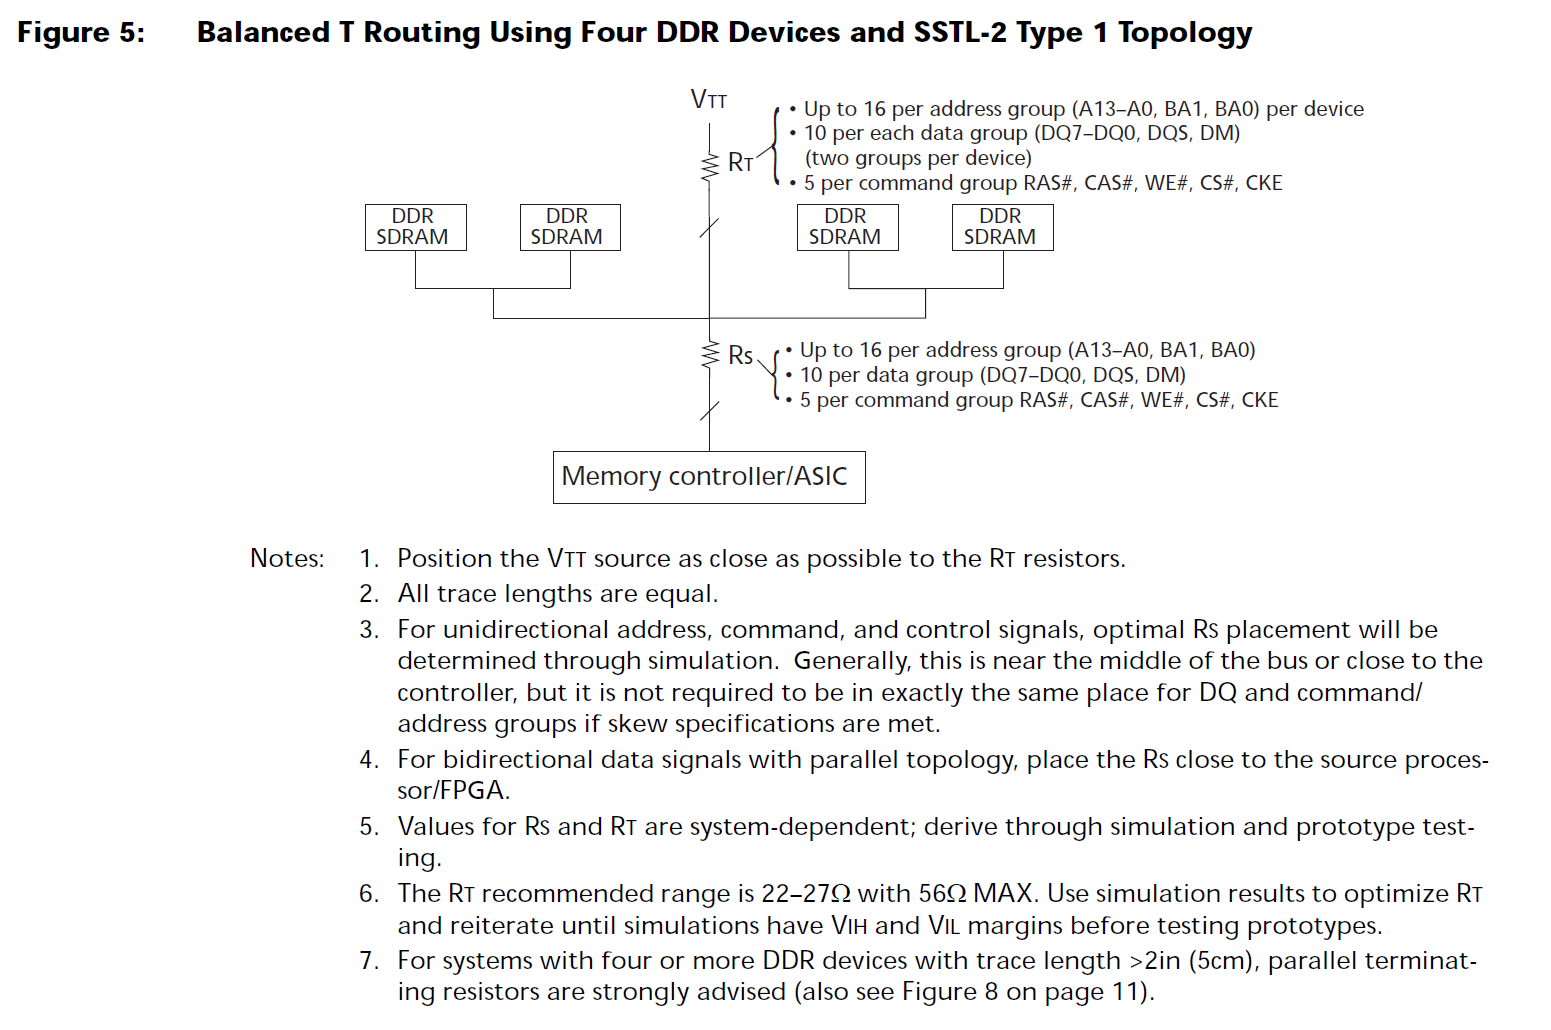 Figure 5: Balanced T Routing Using Four DDR Devices and SSTL-2 Type 1 Topology
VTT
• Up to 16 per address group (A13–A0, BA1, BA0) per device
• 10 per each data group (DQ7–DQ0, DQS, DM)
(two groups per device)
• 5 per command group RAS#, CAS#, WE#, CS#, CKE
RT
DDR
SDRAM
DDR
SDRAM
DDR
SDRAM
DDR
SDRAM
RS
• Up to 16 per address group (A13–A0, BA1, BA0)
• 10 per data group (DQ7–DQ0, DQS, DM)
• 5 per command group RAS#, CAS#, WE#, CS#, CKE
Memory controller/ASIC
Notes: 1. Position the VTT source as close as possible to the RT resistors.
2. All trace lengths are equal.
3. For unidirectional address, command, and control signals, optimal RS placement will be
determined through simulation. Generally, this is near the middle of the bus or close to the
controller, but it is not required to be in exactly the same place for DQ and command/
address groups if skew specifications are met.
4. For bidirectional data signals with parallel topology, place the RS close to the source proces-
sor/FPGA.
5. Values for RS and RT are system-dependent; derive through simulation and prototype test-
ing.
6. The RT recommended range is 22–27Ω with 56Ω MAX. Use simulation results to optimize RT
and reiterate until simulations have VIH and VIL margins before testing prototypes.
7. For systems with four or more DDR devices with trace length >2in (5cm), parallel terminat-
ing resistors are strongly advised (also see Figure 8 on page 11).